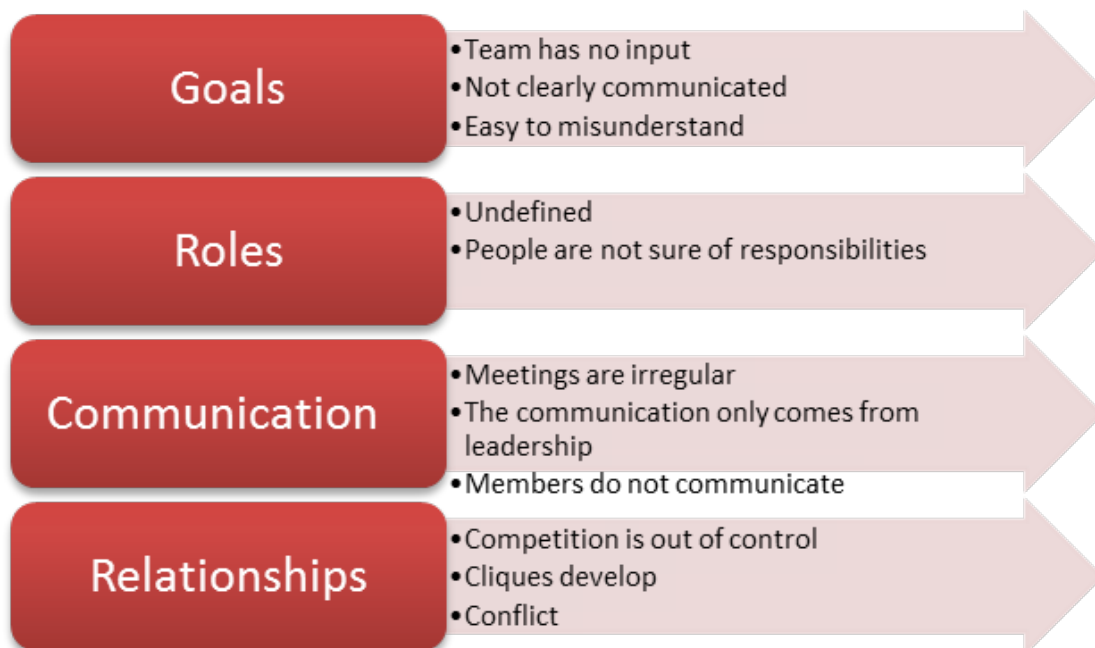 Goals
•Team has no input
•Not clearly communicated
•Easy to misunderstand
Roles
•Undefined
•People are not sure of responsibilities
Communication
•Meetings are irregular
•The communication only comes from
leadership
•Members do not communicate
Relationships
•Competition is out of control
•Cliques develop
•Conflict